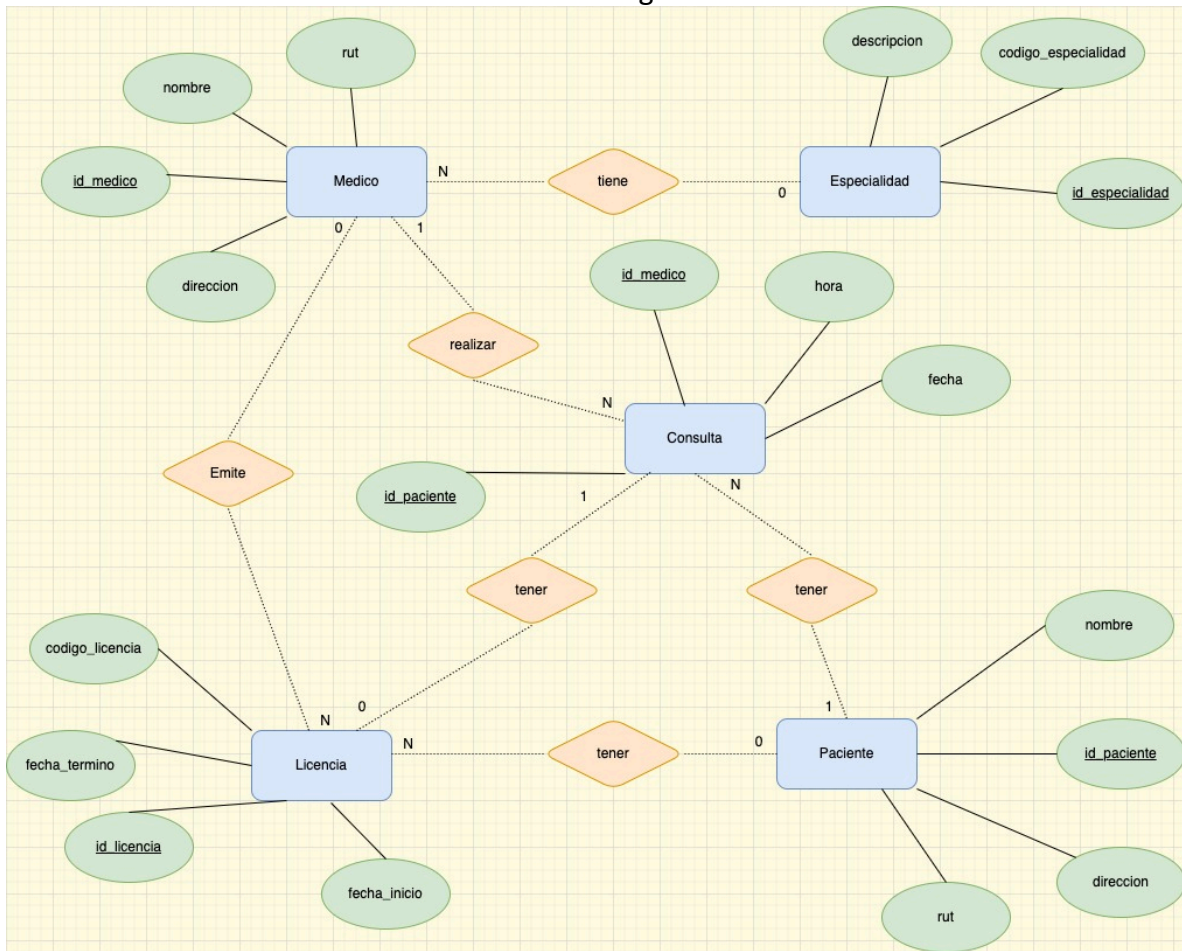 g
descripcion
rut
codigo_especialidad
nombre
N
id_medico
Medico
tiene
Especialidad
0
id_especialidad
0
1
id_medico
direccion
hora
realizar
fecha
N
Consulta
Emite
1
N
id_paciente
tener
tener
nombre
codigo_licencia
0
1
N
N
0
fecha_termino
Licencia
tener
Paciente
id_paciente
id_licencia
direccion
fecha_inicio
rut